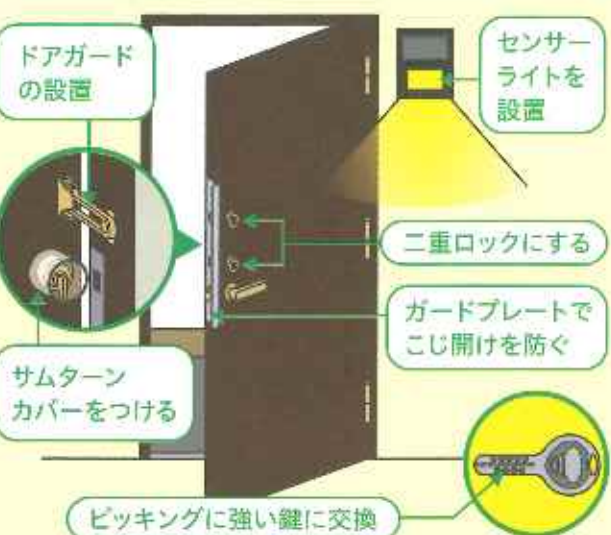 ドアガード
の設置
センサー
ライトを
設置
二重ロックにする
ガードプレートで
こじ開けを防ぐ
サムターン
カバーをつける
ピッキングに強い鍵に交換